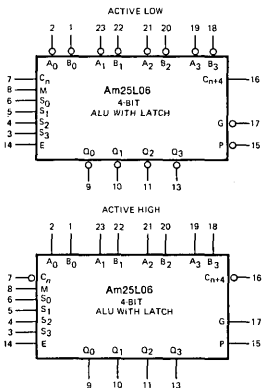 ACTIVE LOW
2 1 23 22 21 20 19 18
A0 B0 A1 B1 A2 B2 A3 B3
7 Cn Cn+4 16
8 M
6 S0 Am25L06
5 S1 4-BIT
4 S2 ALU WITH LATCH G 17
3 S3
14 E Q0 Q1 Q2 Q3 P 15
9 10 11 13
ACTIVE HIGH
2 1 23 22 21 20 19 18
A0 B0 A1 B1 A2 B2 A3 B3
7 Cn Cn+4 16
8 M
6 S0 Am25L06
5 S1 4-BIT
4 S2 ALU WITH LATCH G 17
3 S3
14 E Q0 Q1 Q2 Q3 P 15
9 10 11 13